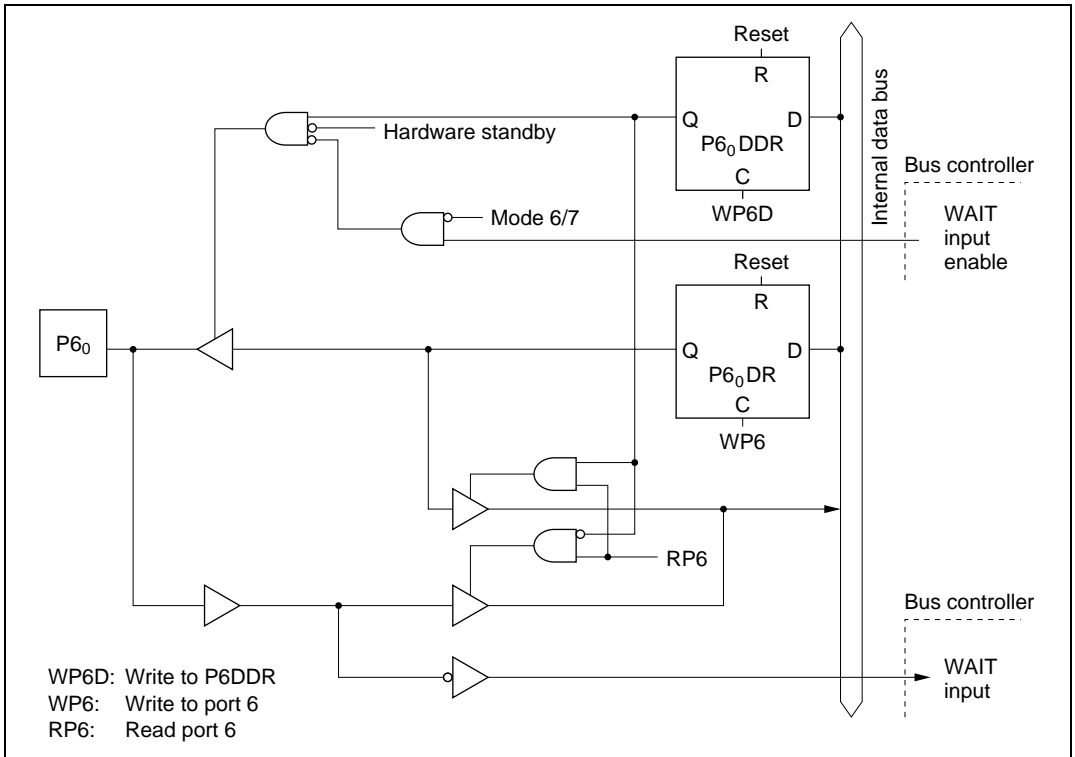 Reset
R
Q
D
P6₀DDR
C
WP6D
Hardware standby
Internal data bus
Bus controller
Mode 6/7
WAIT
input
enable
Reset
R
P6₀
Q
D
P6₀DR
C
WP6
RP6
Bus controller
WAIT
input
WP6D: Write to P6DDR
WP6: Write to port 6
RP6: Read port 6